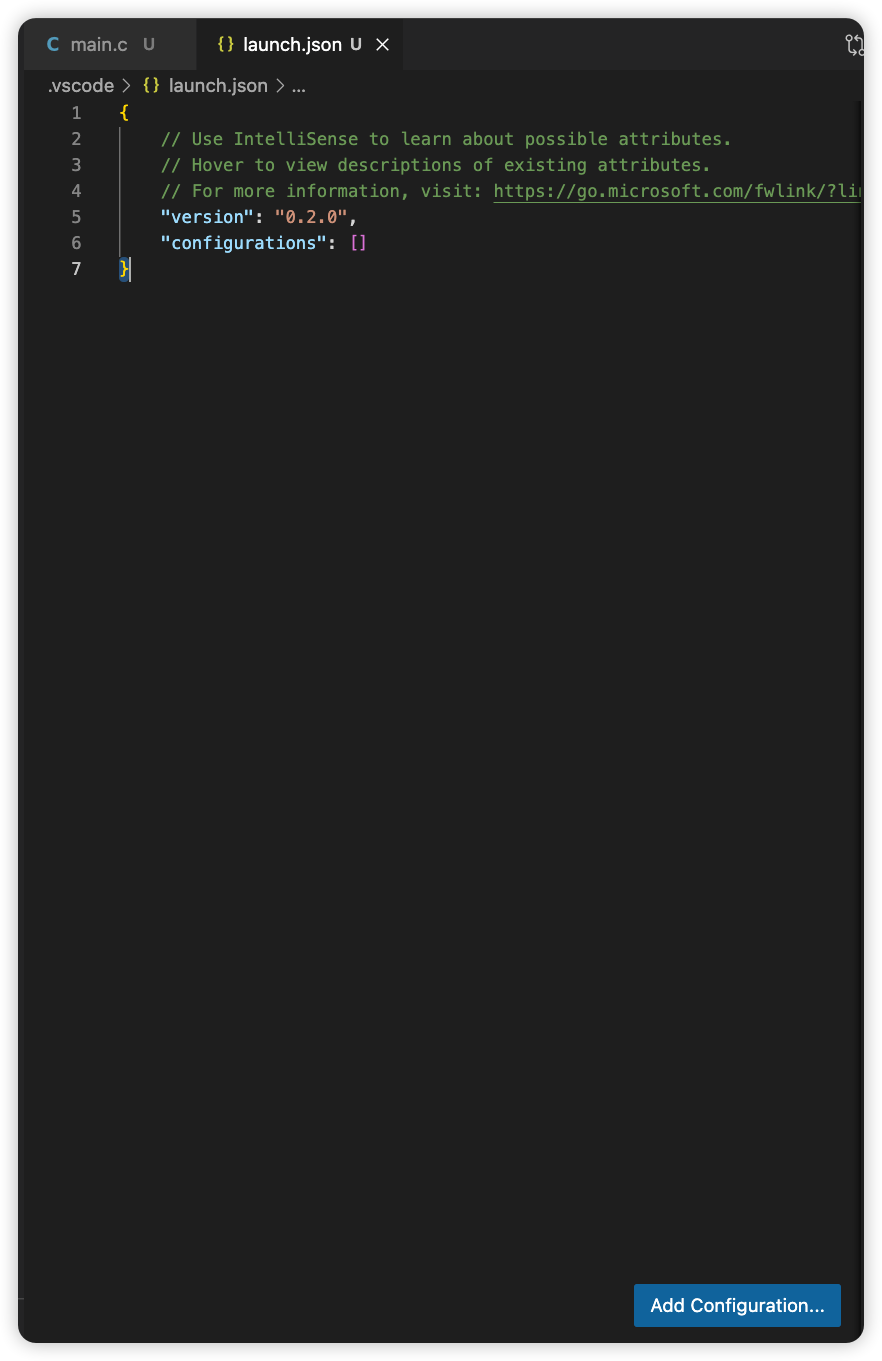 C main.c U {} launch.json U
.vscode > {} launch.json > ...
1 {
2 // Use IntelliSense to learn about possible attributes.
3 // Hover to view descriptions of existing attributes.
4 // For more information, visit: https://go.microsoft.com/fwlink/?li
5 "version": "0.2.0",
6 "configurations": []
7 }
Add Configuration...